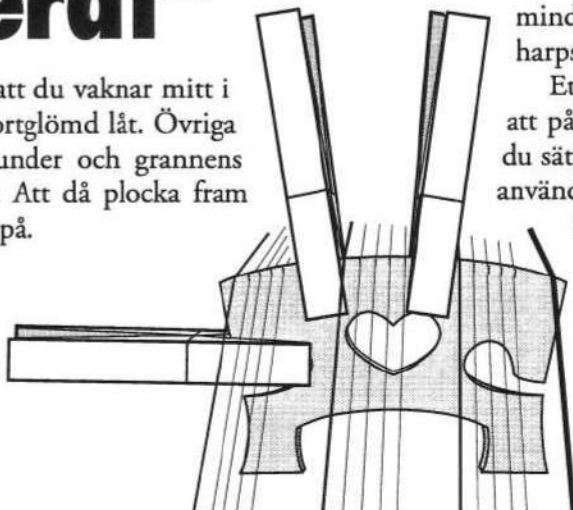 att du vaknar mitt i
ortglömd låt. Övriga
under och grannens
Att då plocka fram
på.
mind
harps
Et
att på
du sät
använd